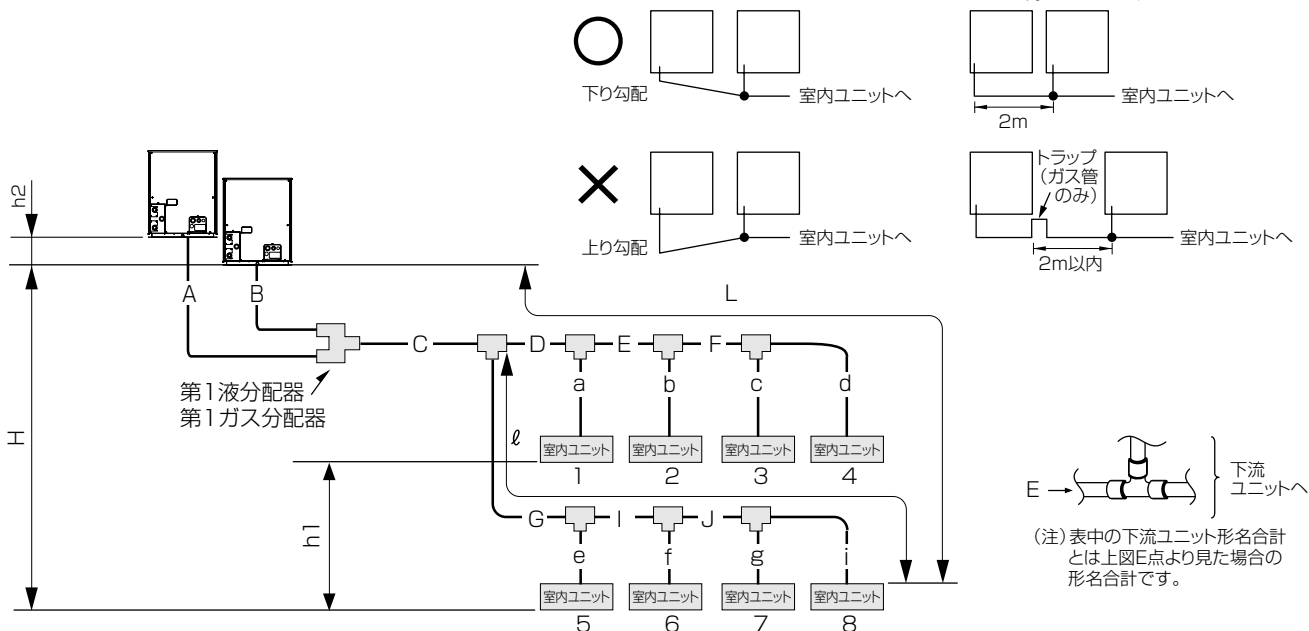 下り勾配
室内ユニットへ
室内ユニットへ
2m
上り勾配
室内ユニットへ
トラップ
（ガス管
のみ）
室内ユニットへ
2m以内
h2
A
B
L
H
C
D
E
F
第1液分配器
第1ガス分配器
a
b
c
d
ℓ
室内ユニット
室内ユニット
室内ユニット
室内ユニット
1
2
3
4
h1
G
I
J
e
f
g
i
室内ユニット
室内ユニット
室内ユニット
室内ユニット
5
6
7
8
E
下流
ユニットへ
（注）表中の下流ユニット形名合計
とは上図E点より見た場合の
形名合計です。